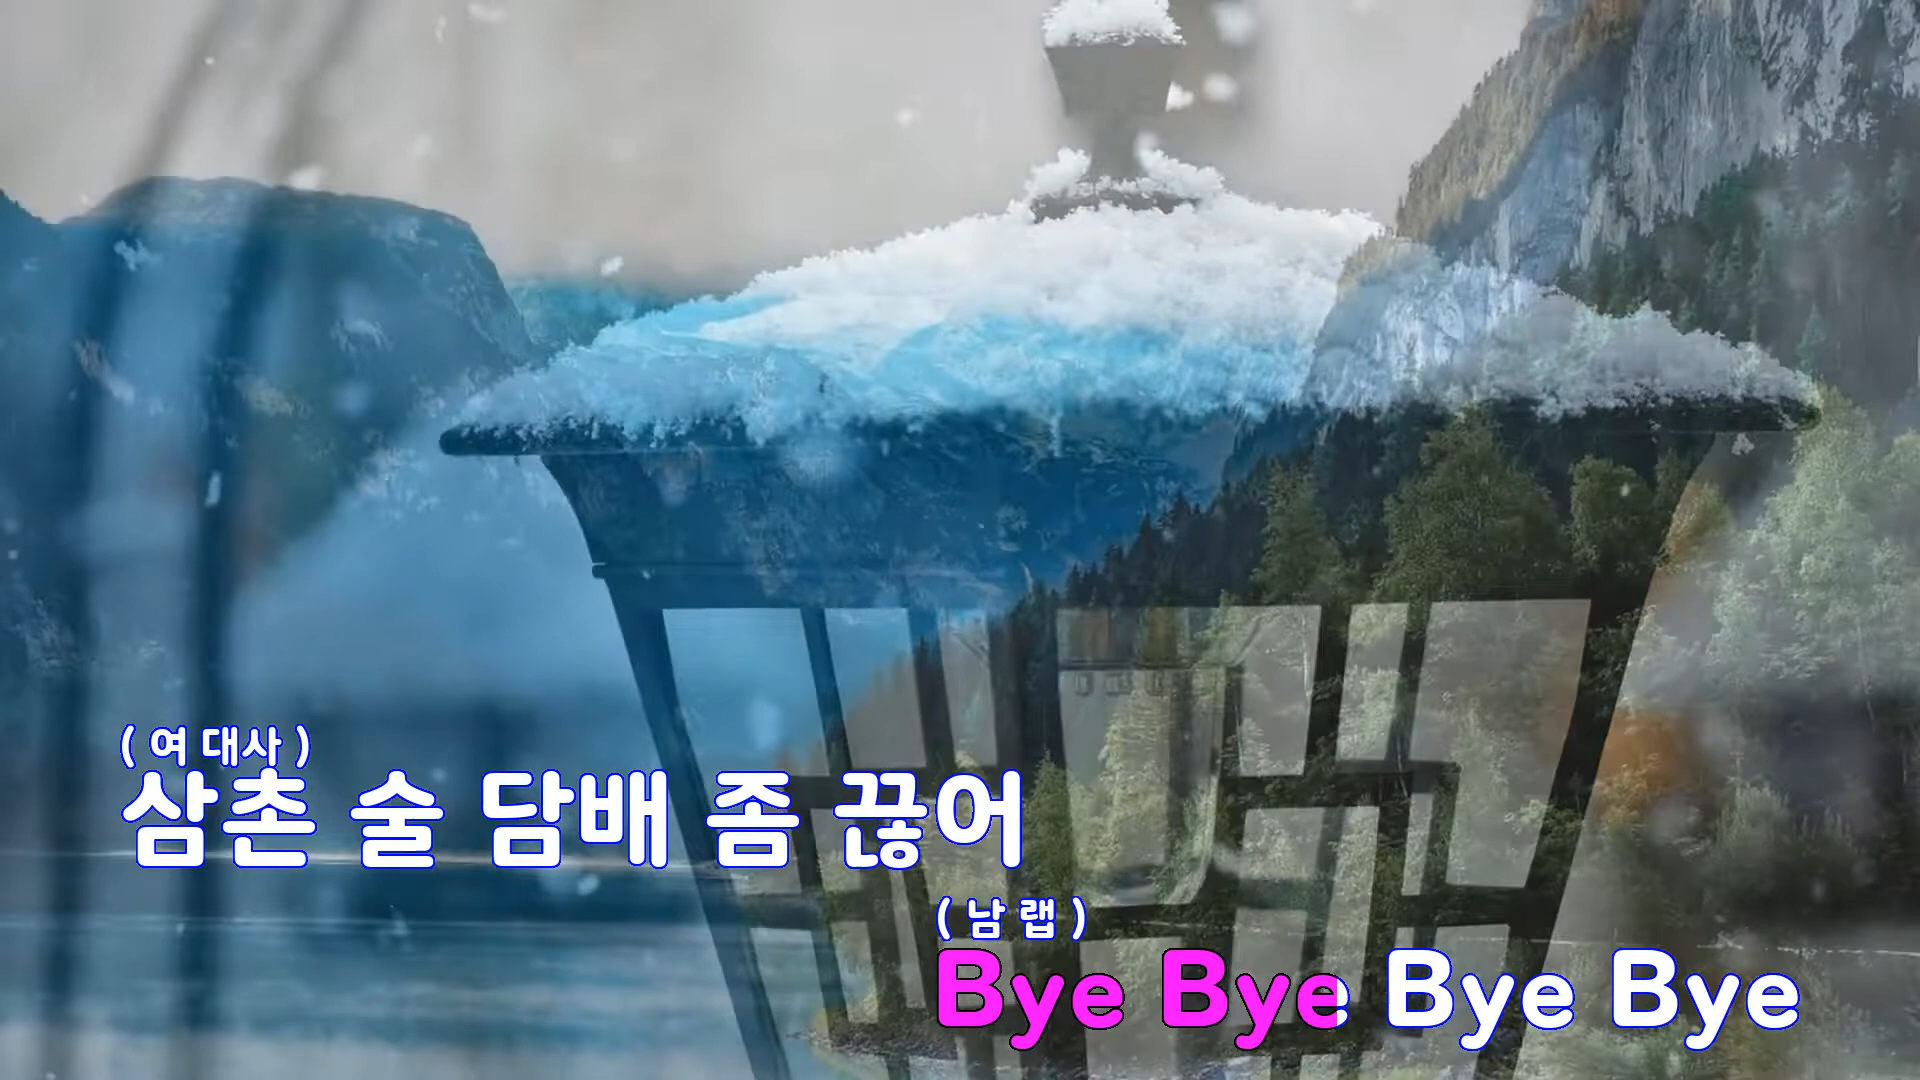 ( 여 대사 )
삼촌 술 담배 좀 끊어
( 남 랩 )
Bye Bye Bye Bye